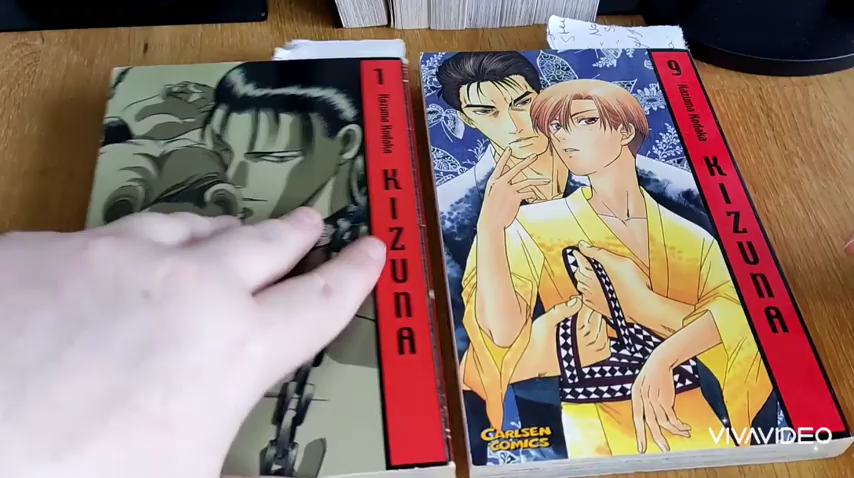 1
Kazuma Kodaka
KIZUNA
9
Kazuma Kodaka
KIZUNA
CARLSEN
COMICS
VIVAVIDEO